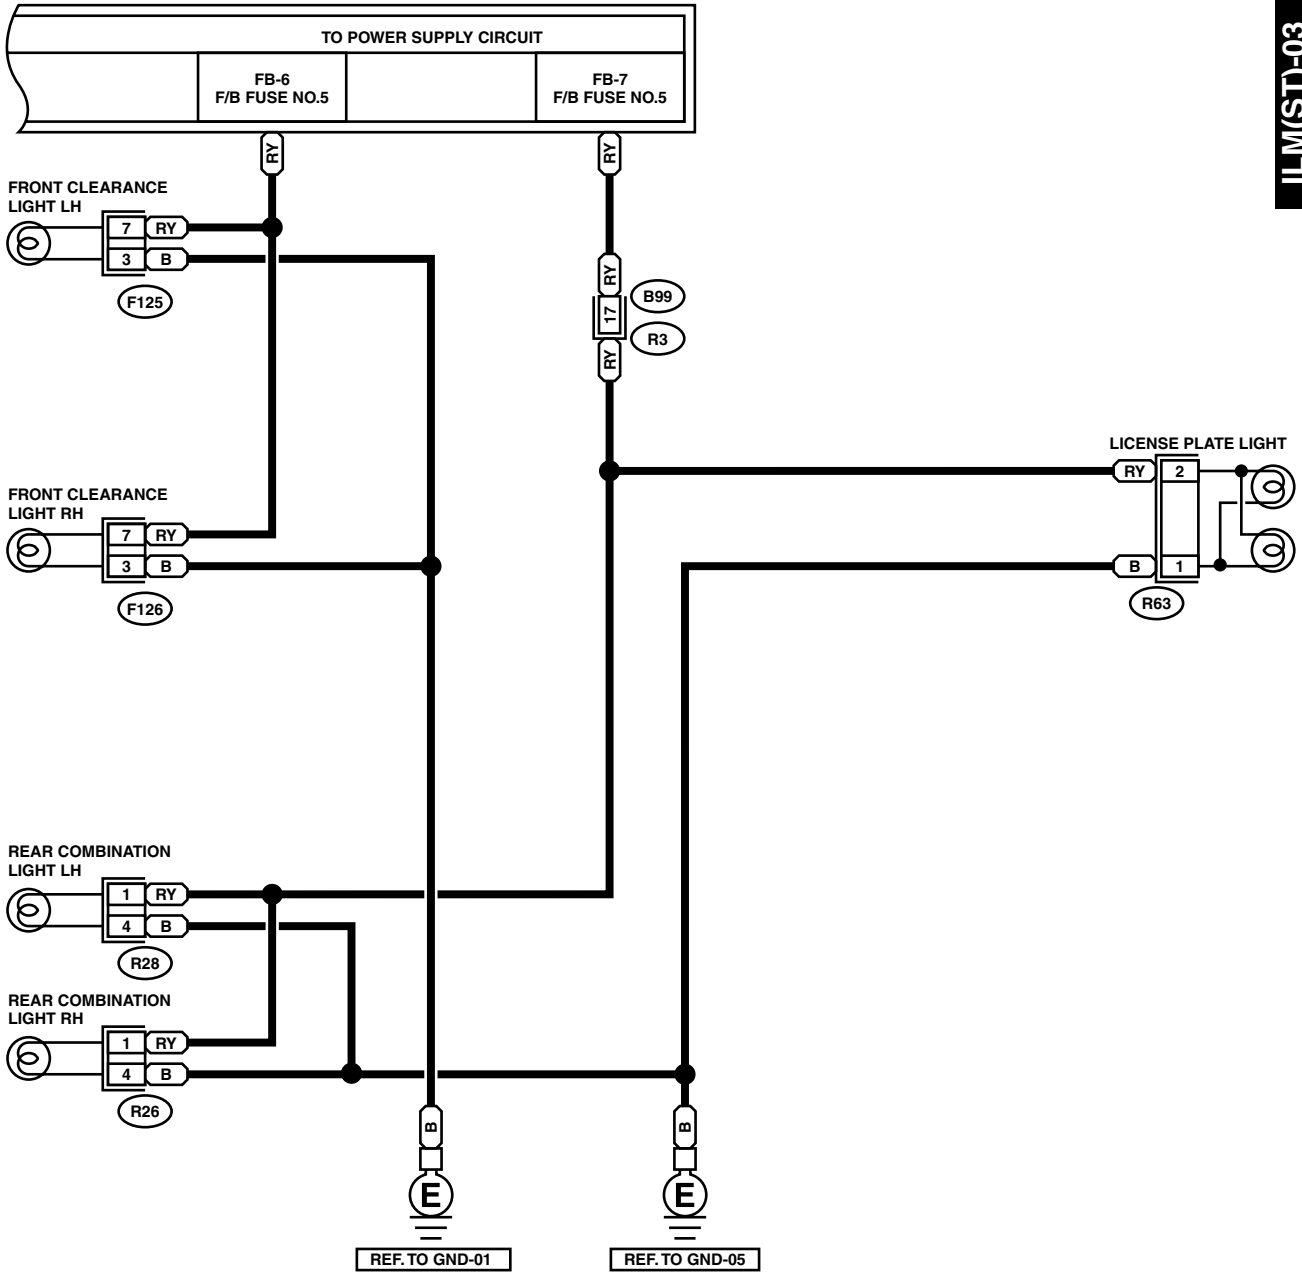 TO POWER SUPPLY CIRCUIT
FB-6
F/B FUSE NO.5
FB-7
F/B FUSE NO.5
ILM(ST)-03
RY
RY
FRONT CLEARANCE
LIGHT LH
7 RY
3 B
F125
RY
17
RY
B99
R3
LICENSE PLATE LIGHT
RY 2
B 1
R63
FRONT CLEARANCE
LIGHT RH
7 RY
3 B
F126
REAR COMBINATION
LIGHT LH
1 RY
4 B
R28
REAR COMBINATION
LIGHT RH
1 RY
4 B
R26
B
B
E
E
REF. TO GND-01
REF. TO GND-05